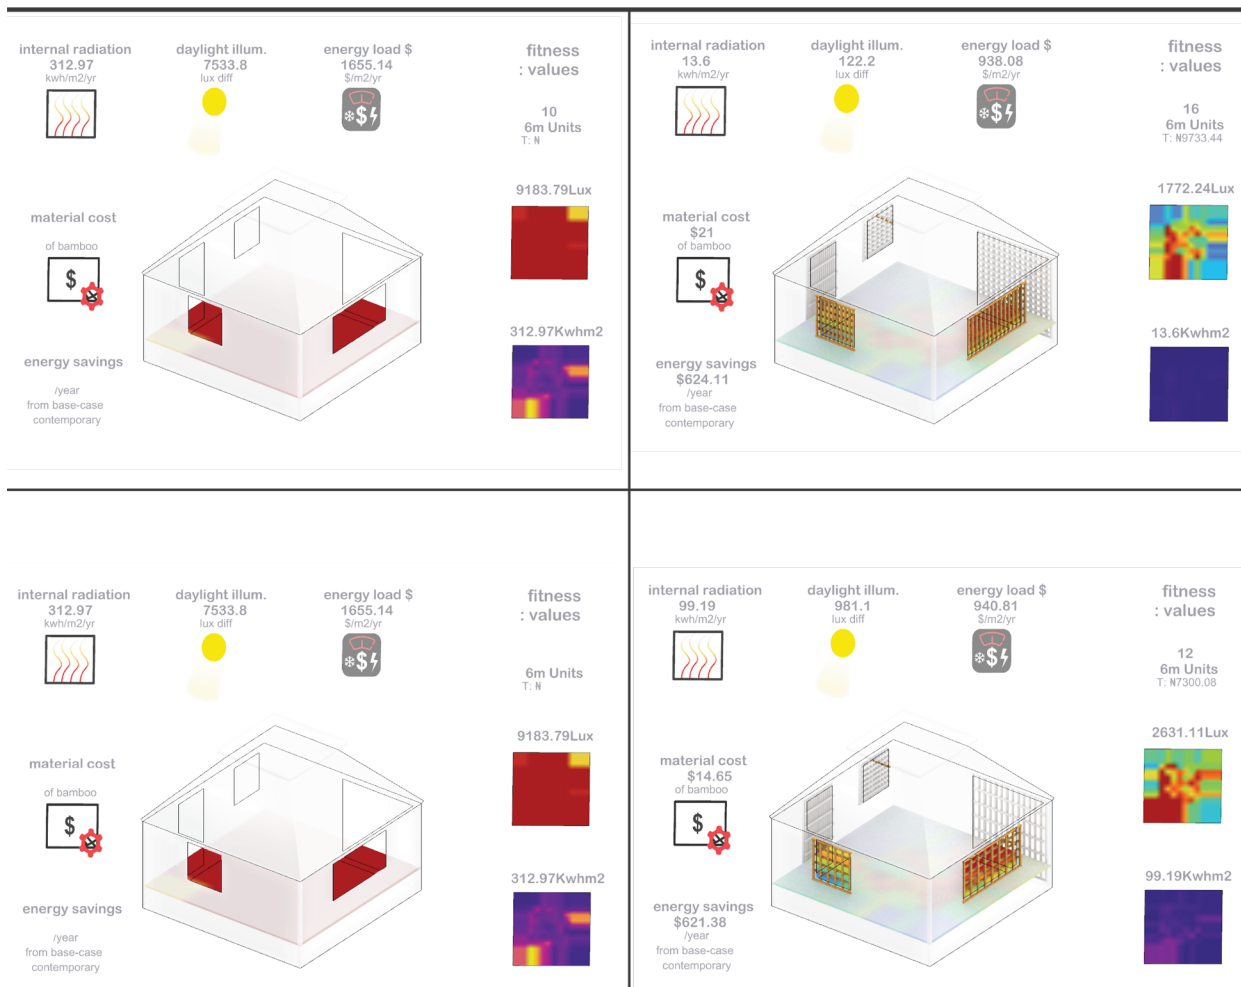 internal radiation
312.97
kwh/m2/yr
daylight illum.
7533.8
lux diff
energy load $
1655.14
$/m2/yr
fitness
: values
10
6m Units
T: ₦
9183.79Lux
material cost
of bamboo
$
312.97Kwhm2
energy savings
/year
from base-case
contemporary
internal radiation
13.6
kwh/m2/yr
daylight illum.
122.2
lux diff
energy load $
938.08
$/m2/yr
fitness
: values
16
6m Units
T: ₦9733.44
1772.24Lux
material cost
$21
of bamboo
$
13.6Kwhm2
energy savings
$624.11
/year
from base-case
contemporary
internal radiation
312.97
kwh/m2/yr
daylight illum.
7533.8
lux diff
energy load $
1655.14
$/m2/yr
fitness
: values
6m Units
T: ₦
9183.79Lux
material cost
of bamboo
$
312.97Kwhm2
energy savings
/year
from base-case
contemporary
internal radiation
99.19
kwh/m2/yr
daylight illum.
981.1
lux diff
energy load $
940.81
$/m2/yr
fitness
: values
12
6m Units
T: ₦7300.08
2631.11Lux
material cost
$14.65
of bamboo
$
99.19Kwhm2
energy savings
$621.38
/year
from base-case
contemporary